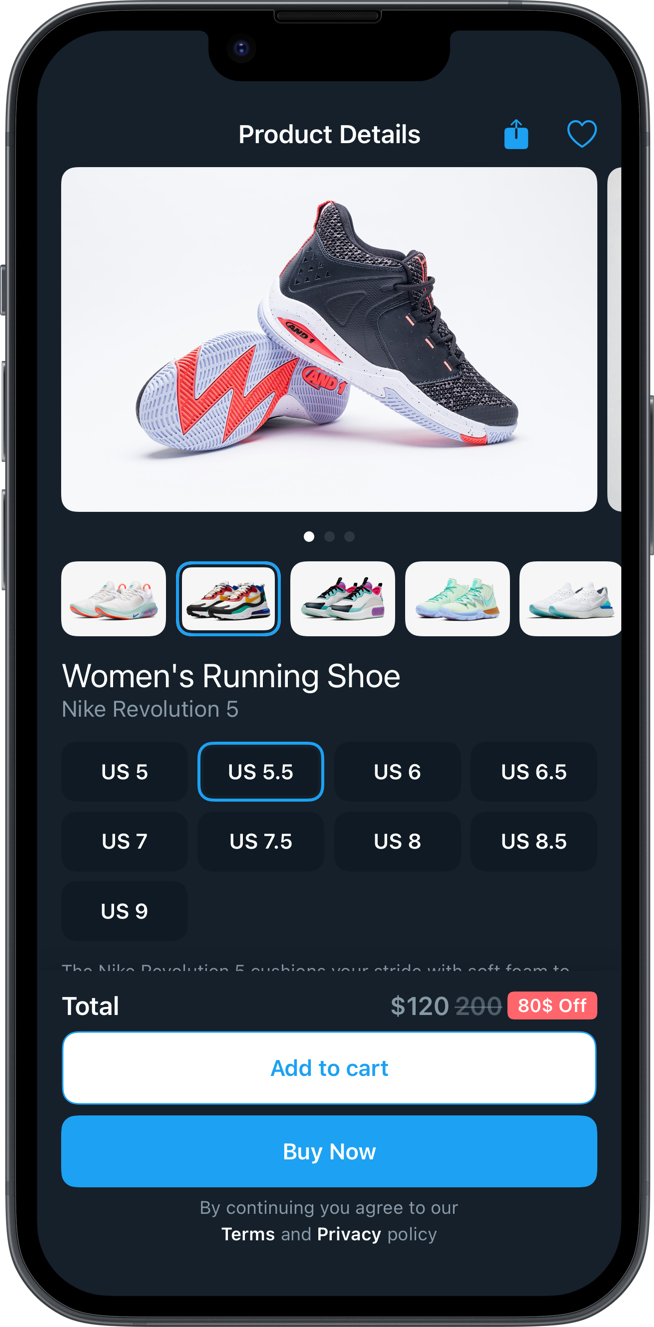 Product Details
AND1
AND1
Women's Running Shoe
Nike Revolution 5
US 5 US 5.5 US 6 US 6.5
US 7 US 7.5 US 8 US 8.5
US 9
The Nike Revolution 5 cushions your stride with soft foam to
Total $120 200 80$ Off
Add to cart
Buy Now
By continuing you agree to our
Terms and Privacy policy